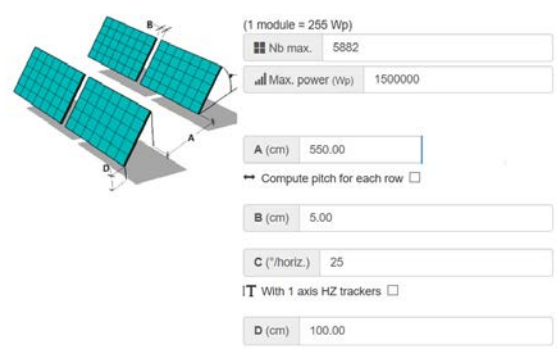 (1 module = 255 Wp)
Nb max. 5882
Max. power (Wp) 1500000
A (cm) 550.00
Compute pitch for each row
B (cm) 5.00
C (°/horiz.) 25
With 1 axis HZ trackers
D (cm) 100.00
B
A
D